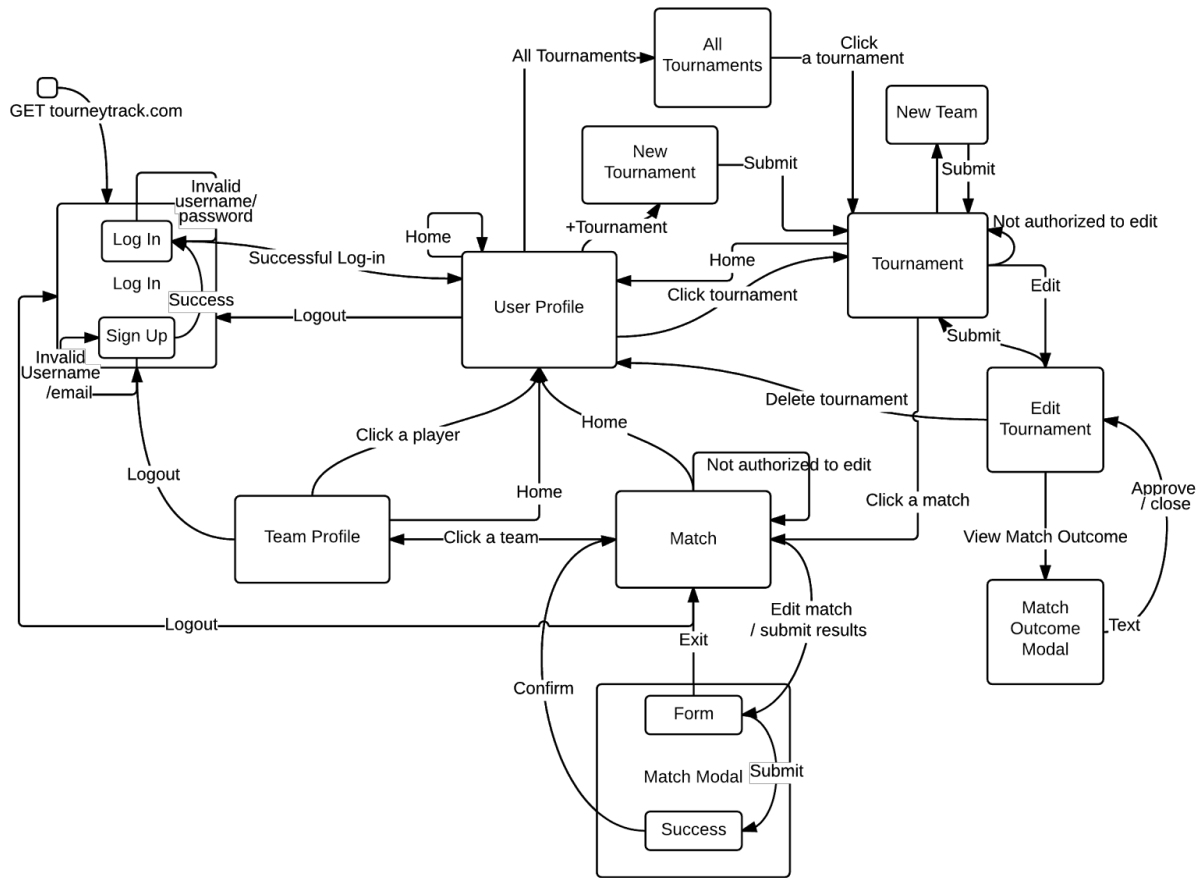 All Tournaments
All
Tournaments
Click
a tournament
GET tourneytrack.com
New Team
New
Tournament
Submit
Submit
Invalid
username/
password
Log In
Log In
Success
Sign Up
Invalid
Username
/email
Successful Log-in
Home
+Tournament
Not authorized to edit
Home
Tournament
User Profile
Click tournament
Edit
Logout
Submit
Delete tournament
Edit
Tournament
Click a player
Home
Not authorized to edit
Logout
Home
Click a match
Approve
/ close
Team Profile
Click a team
Match
View Match Outcome
Edit match
/ submit results
Match
Outcome
Modal
Text
Logout
Exit
Confirm
Form
Match Modal
Submit
Success